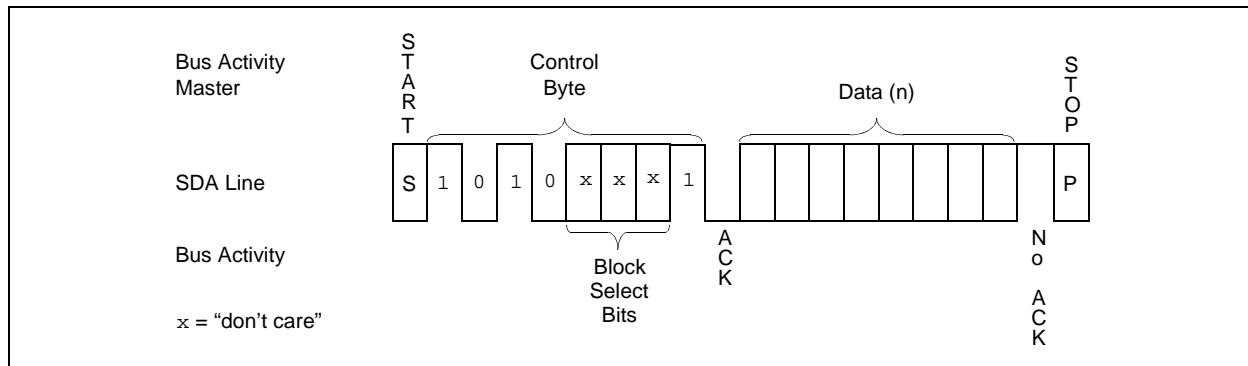 Bus Activity
Master
START
Control
Byte
Data (n)
STOP
SDA Line
S 1 0 1 0 x x x 1 P
Bus Activity
ACK
No ACK
Block
Select
Bits
x = “don’t care”